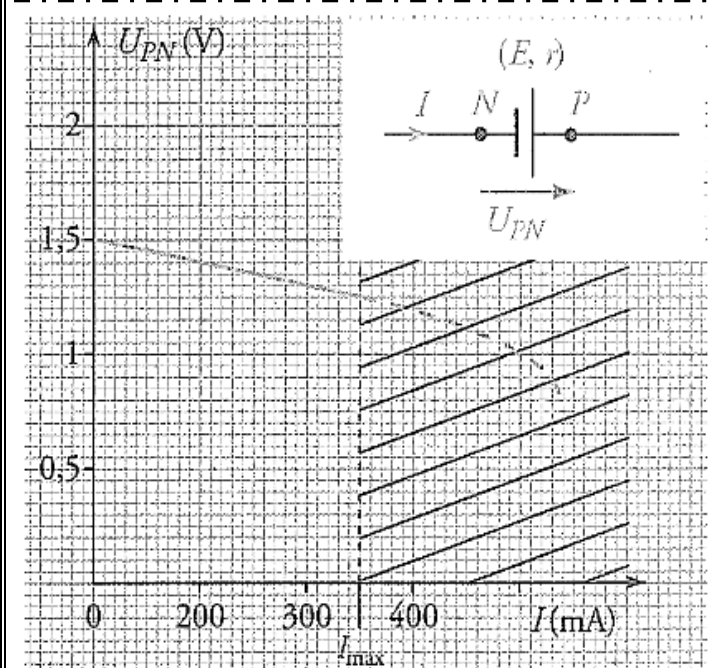 U_PN (V)
(E, r)
I N P
2
U_PN
1,5
1
0,5
0 200 300 400 I (mA)
I_max